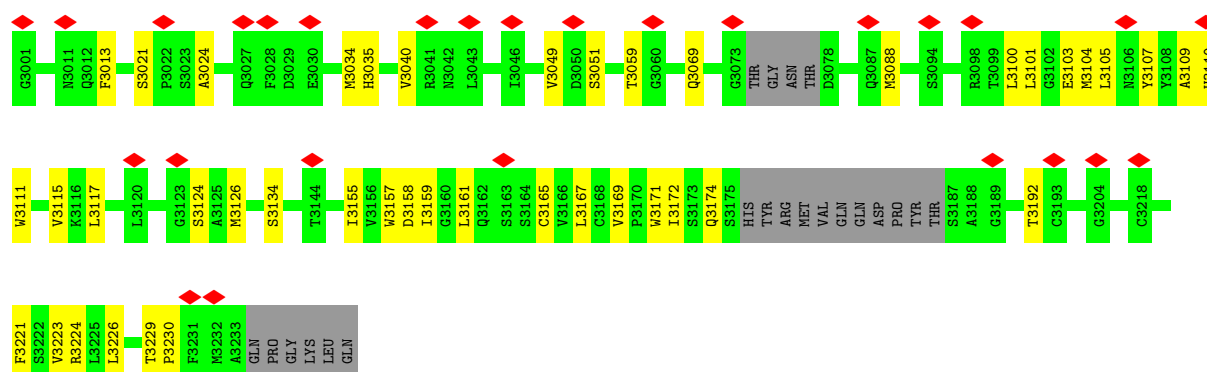 G3001 N3011 Q3012 F3013 S3021 P3022 S3023 A3024 Q3027 F3028 D3029 E3030 M3034 H3035 V3040 R3041 N3042 L3043 I3046 V3049 D3050 S3051 T3059 G3060 Q3069 G3073 THR GLY ASN THR D3078 Q3087 M3088 S3094 R3098 T3099 L3100 L3101 G3102 E3103 M3104 L3105 N3106 Y3107 Y3108 A3109
W3111 V3115 K3116 L3117 L3120 G3123 S3124 A3125 M3126 S3134 T3144 I3155 V3156 W3157 D3158 I3159 G3160 L3161 Q3162 S3163 S3164 C3165 V3166 L3167 C3168 V3169 P3170 W3171 I3172 S3173 Q3174 S3175 HIS TYR ARG MET VAL GLN GLN ASP PRO TYR THR S3187 A3188 G3189 T3192 C3193 G3204 C3218
F3221 S3222 V3223 R3224 L3225 L3226 T3229 P3230 F3231 M3232 A3233 GLN PRO GLY LYS LEU GLN